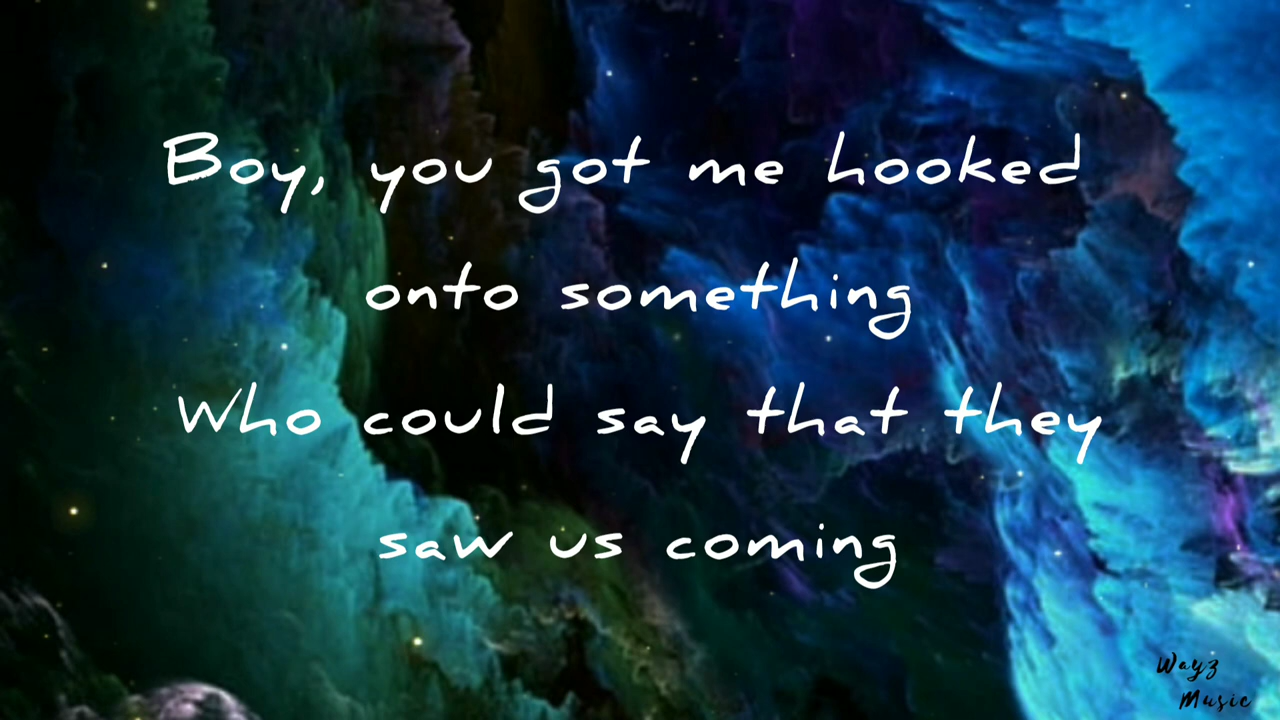 Boy, you got me hooked
onto something
Who could say that they
saw us coming
Wayz
Music